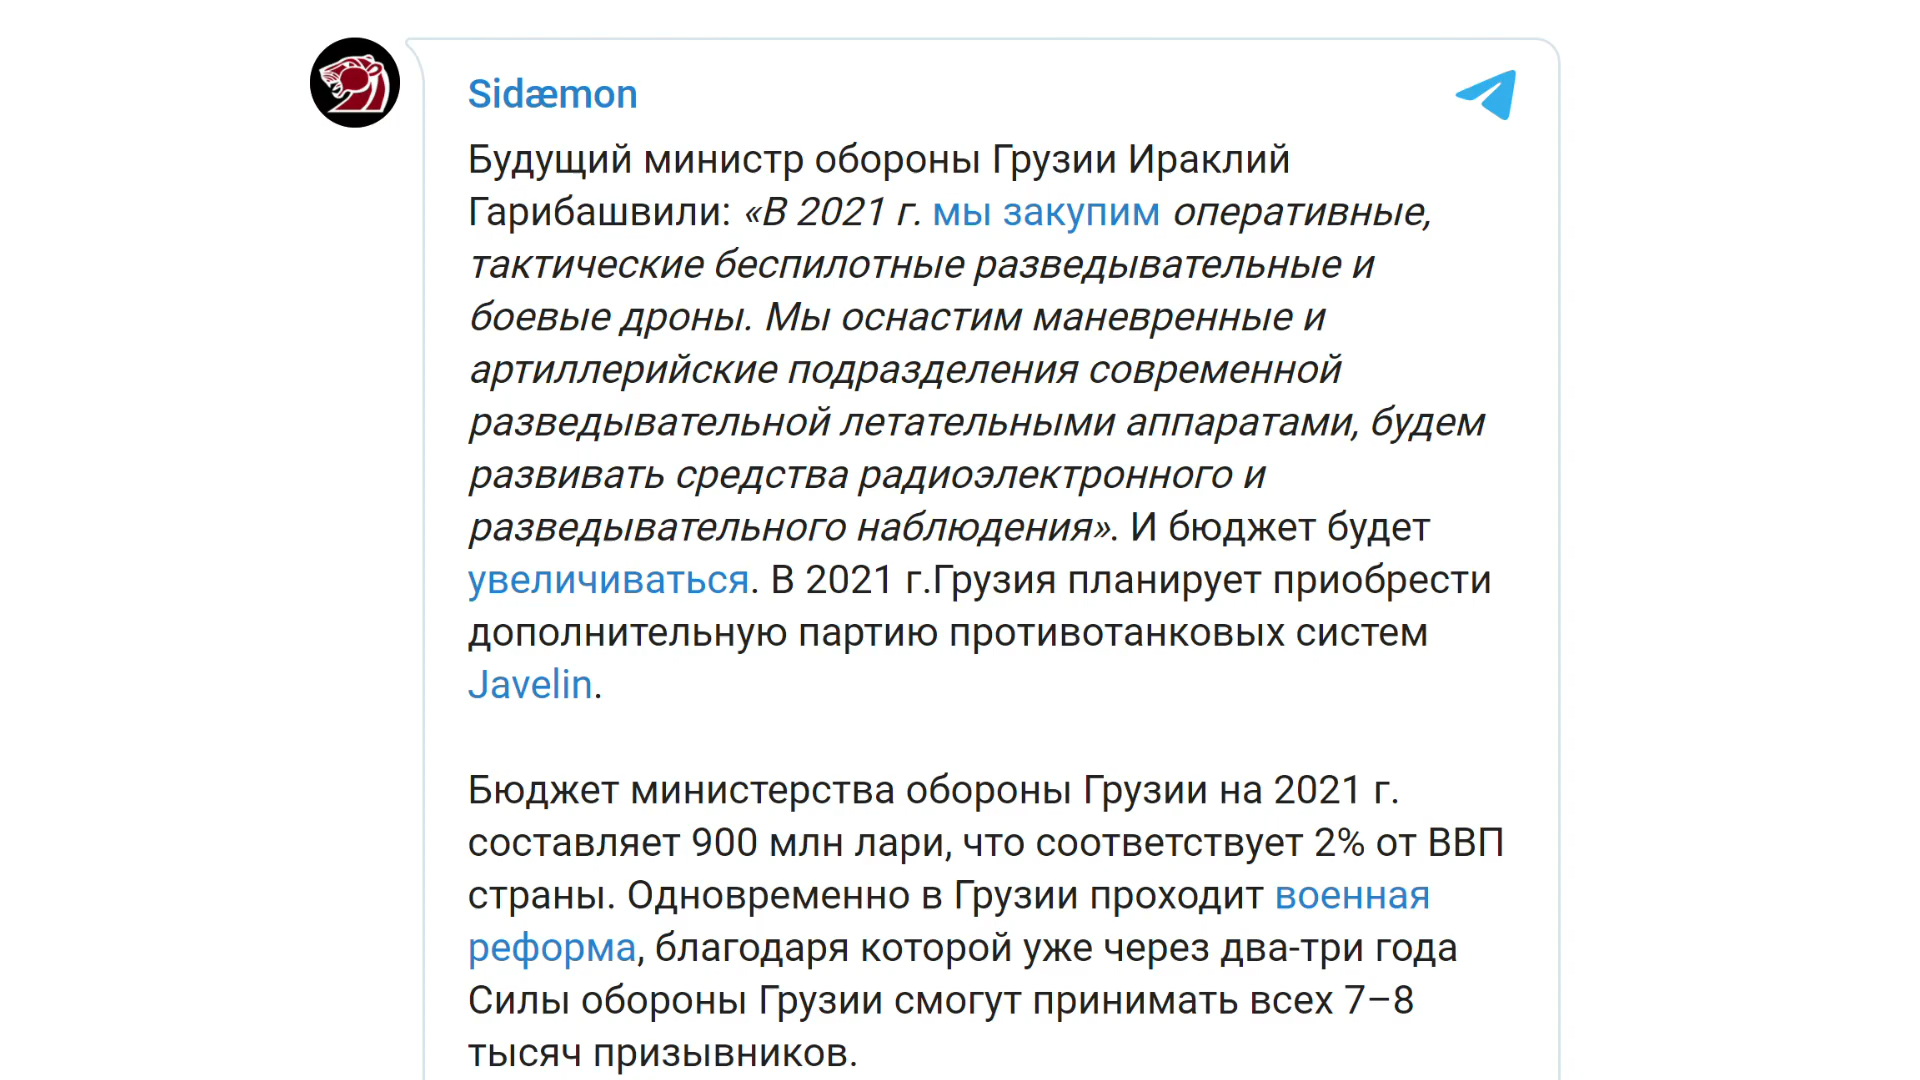 Sidæmon
Будущий министр обороны Грузии Ираклий
Гарибашвили: «В 2021 г. мы закупим оперативные,
тактические беспилотные разведывательные и
боевые дроны. Мы оснастим маневренные и
артиллерийские подразделения современной
разведывательной летательными аппаратами, будем
развивать средства радиоэлектронного и
разведывательного наблюдения». И бюджет будет
увеличиваться. В 2021 г.Грузия планирует приобрести
дополнительную партию противотанковых систем
Javelin.
Бюджет министерства обороны Грузии на 2021 г.
составляет 900 млн лари, что соответствует 2% от ВВП
страны. Одновременно в Грузии проходит военная
реформа, благодаря которой уже через два-три года
Силы обороны Грузии смогут принимать всех 7–8
тысяч призывников.